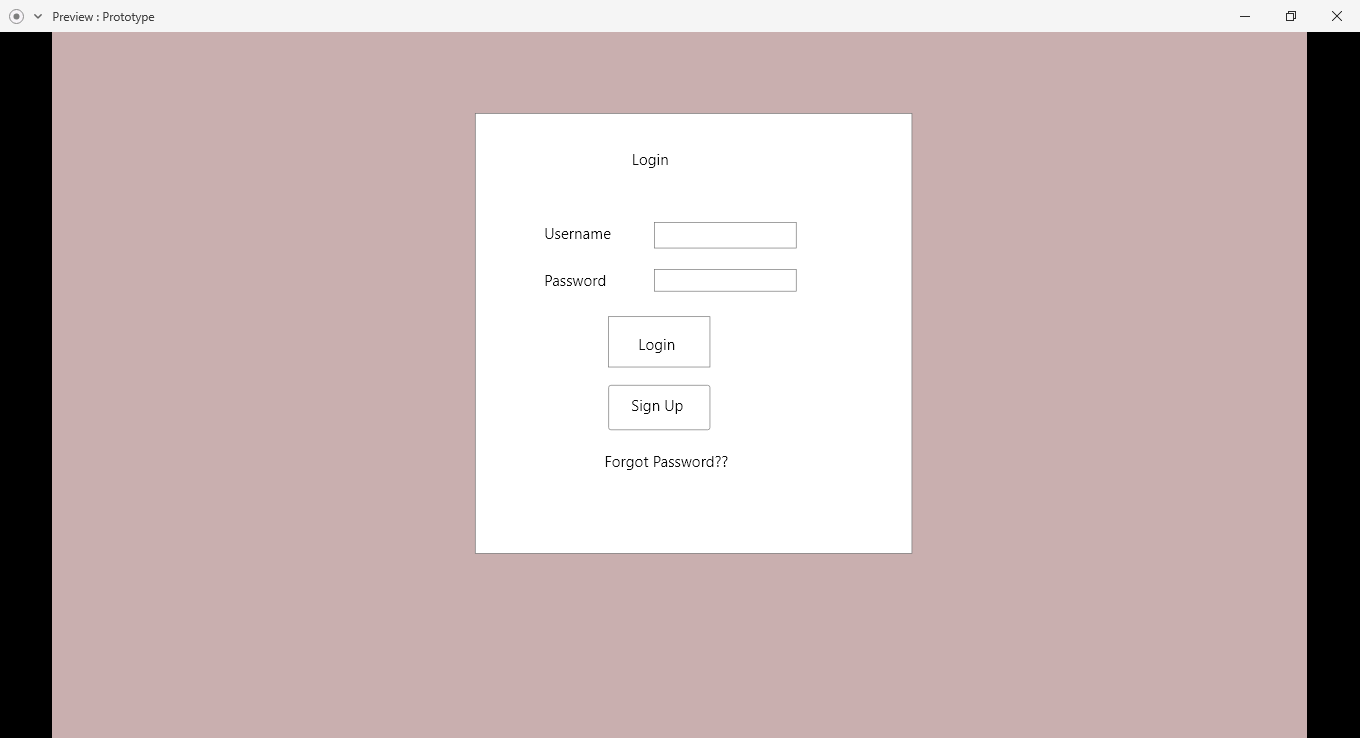 Preview : Prototype
Login
Username
Password
Login
Sign Up
Forgot Password??